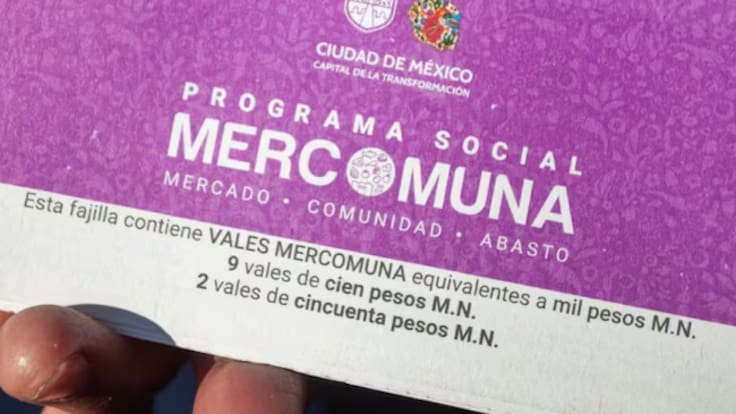 CIUDAD DE MÉXICO
CAPITAL DE LA TRANSFORMACIÓN
PROGRAMA SOCIAL
MERCOMUNA
MERCADO • COMUNIDAD • ABASTO
Esta fajilla contiene VALES MERCOMUNA equivalentes a mil pesos M.N.
9 vales de cien pesos M.N.
2 vales de cincuenta pesos M.N.